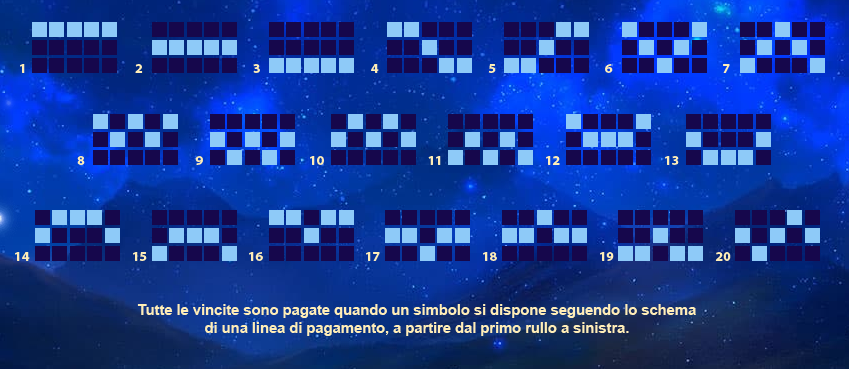 1 2 3 4 5 6 7
8 9 10 11 12 13
14 15 16 17 18 19 20
Tutte le vincite sono pagate quando un simbolo si dispone seguendo lo schema
di una linea di pagamento, a partire dal primo rullo a sinistra.